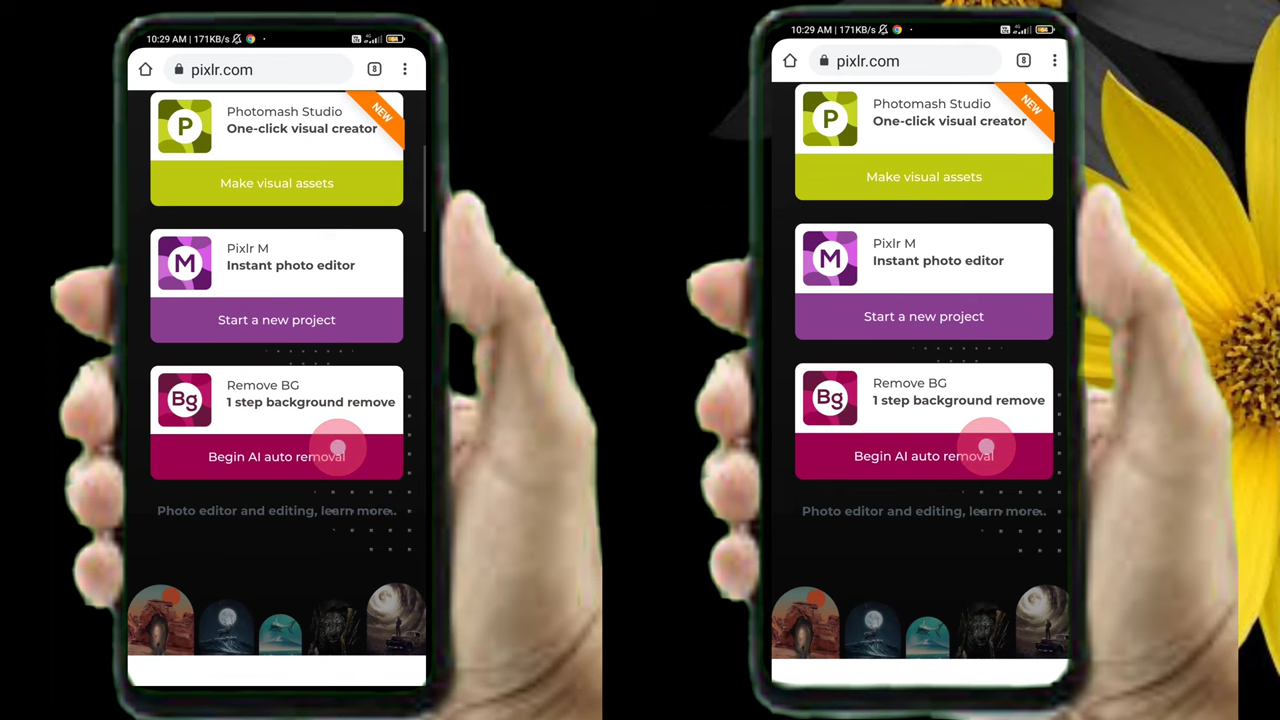 10:29 AM | 171KB/s
pixlr.com
8
NEW
P
Photomash Studio
One-click visual creator
Make visual assets
M
Pixlr M
Instant photo editor
Start a new project
Bg
Remove BG
1 step background remove
Begin AI auto removal
Photo editor and editing, learn more..
10:29 AM | 171KB/s
pixlr.com
8
NEW
P
Photomash Studio
One-click visual creator
Make visual assets
M
Pixlr M
Instant photo editor
Start a new project
Bg
Remove BG
1 step background remove
Begin AI auto removal
Photo editor and editing, learn more..